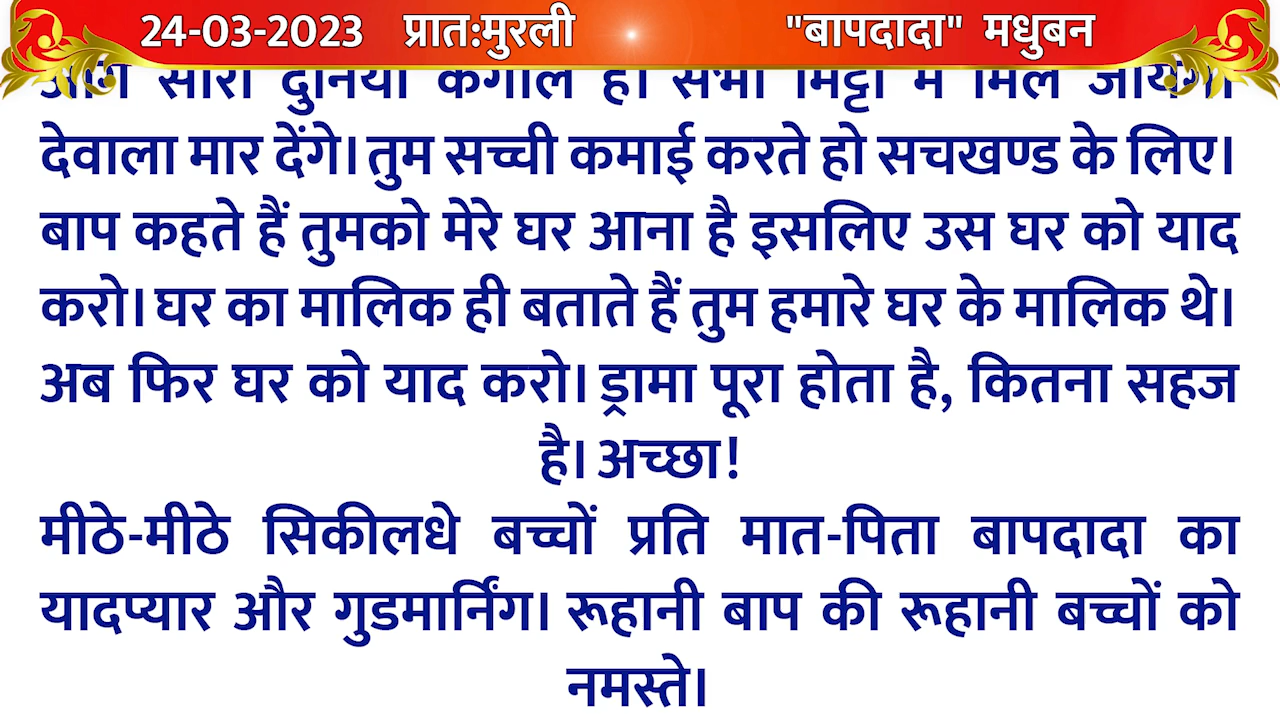 24-03-2023 प्रात:मुरली "बापदादा" मधुबन
सारी दुनिया कंगाल है। सभी मिट्टी में मिल जायेंगे।
देवाला मार देंगे। तुम सच्ची कमाई करते हो सचखण्ड के लिए।
बाप कहते हैं तुमको मेरे घर आना है इसलिए उस घर को याद
करो। घर का मालिक ही बताते हैं तुम हमारे घर के मालिक थे।
अब फिर घर को याद करो। ड्रामा पूरा होता है, कितना सहज
है। अच्छा!
मीठे-मीठे सिकीलधे बच्चों प्रति मात-पिता बापदादा का
यादप्यार और गुडमार्निंग। रूहानी बाप की रूहानी बच्चों को
नमस्ते।